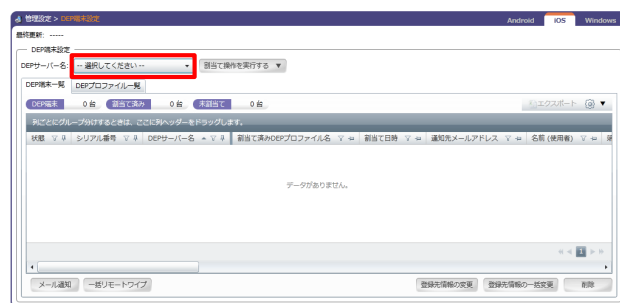 管理設定 > DEP端末設定
Android iOS Windows
最終更新: -----
DEP端末設定
DEPサーバー名: -- 選択してください -- 割当て操作を実行する ▼
DEP端末一覧 DEPプロファイル一覧
DEP端末 0 台 割当て済み 0 台 未割当て 0 台 エクスポート ▼
列ごとにグループ分けするときは、ここに列ヘッダーをドラッグします。
状態 シリアル番号 DEPサーバー名 割当て済みDEPプロファイル名 割当て日時 通知先メールアドレス 名前 (使用者)
データがありません。
1
メール通知 一括リモートワイプ 登録先情報の変更 登録先情報の一括変更 削除